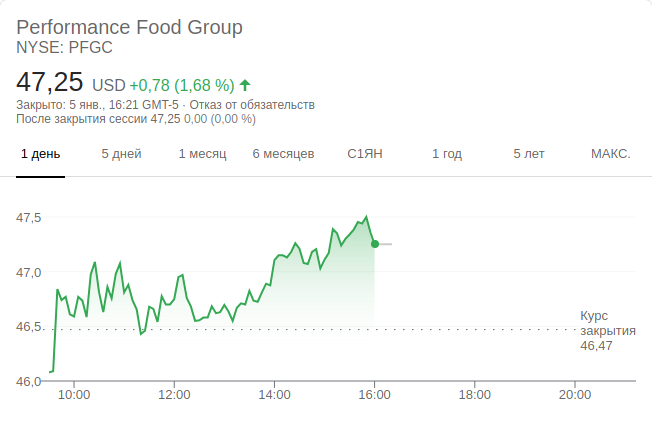 Performance Food Group
NYSE: PFGC
47,25 USD +0,78 (1,68 %)
Закрыто: 5 янв., 16:21 GMT-5 · Отказ от обязательств
После закрытия сессии 47,25 0,00 (0,00 %)
1 день 5 дней 1 месяц 6 месяцев С1ЯН 1 год 5 лет МАКС.
47,5
47,0
46,5
46,0
Курс
закрытия
46,47
10:00 12:00 14:00 16:00 18:00 20:00